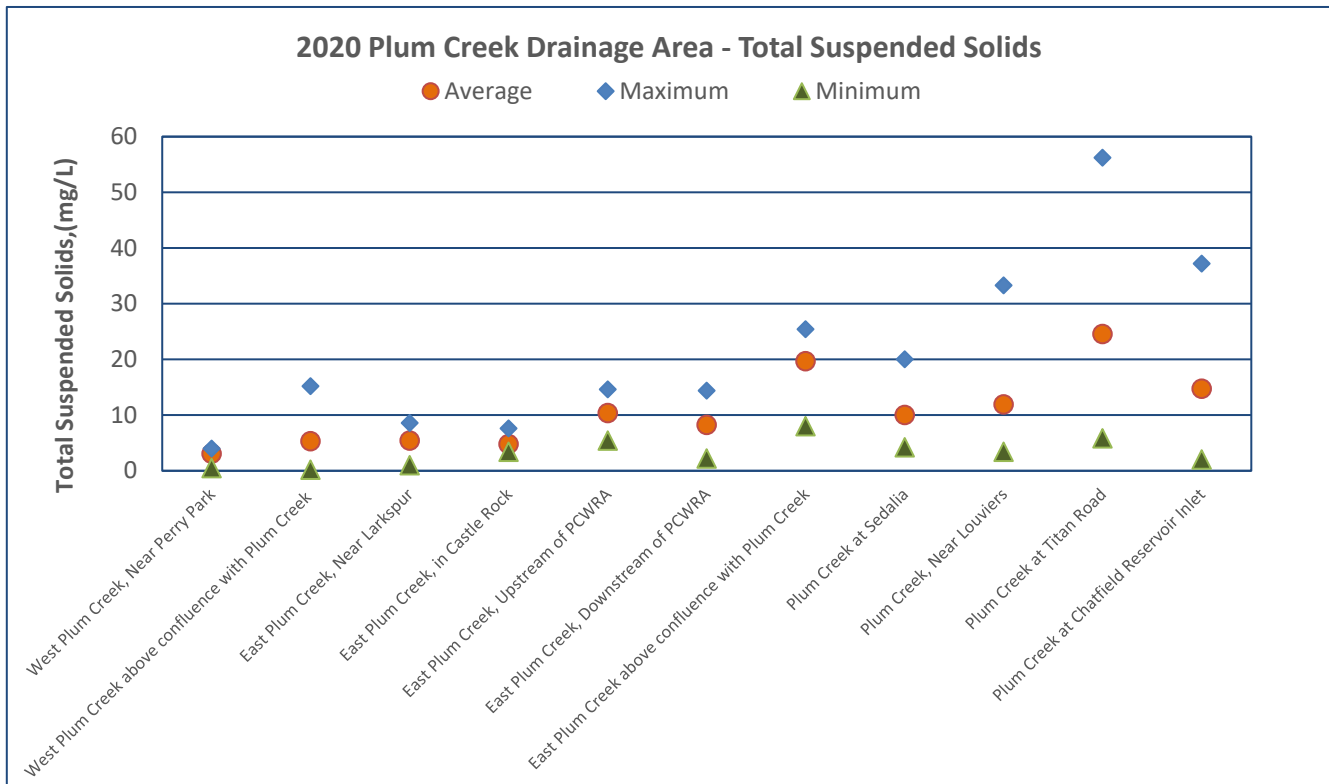 2020 Plum Creek Drainage Area - Total Suspended Solids
Average Maximum Minimum
Total Suspended Solids,(mg/L)
60
50
40
30
20
10
0
West Plum Creek, Near Perry Park
West Plum Creek above confluence with Plum Creek
East Plum Creek, Near Larkspur
East Plum Creek, in Castle Rock
East Plum Creek, Upstream of PCWRA
East Plum Creek, Downstream of PCWRA
East Plum Creek above confluence with Plum Creek
Plum Creek at Sedalia
Plum Creek, Near Louviers
Plum Creek at Titan Road
Plum Creek at Chatfield Reservoir Inlet